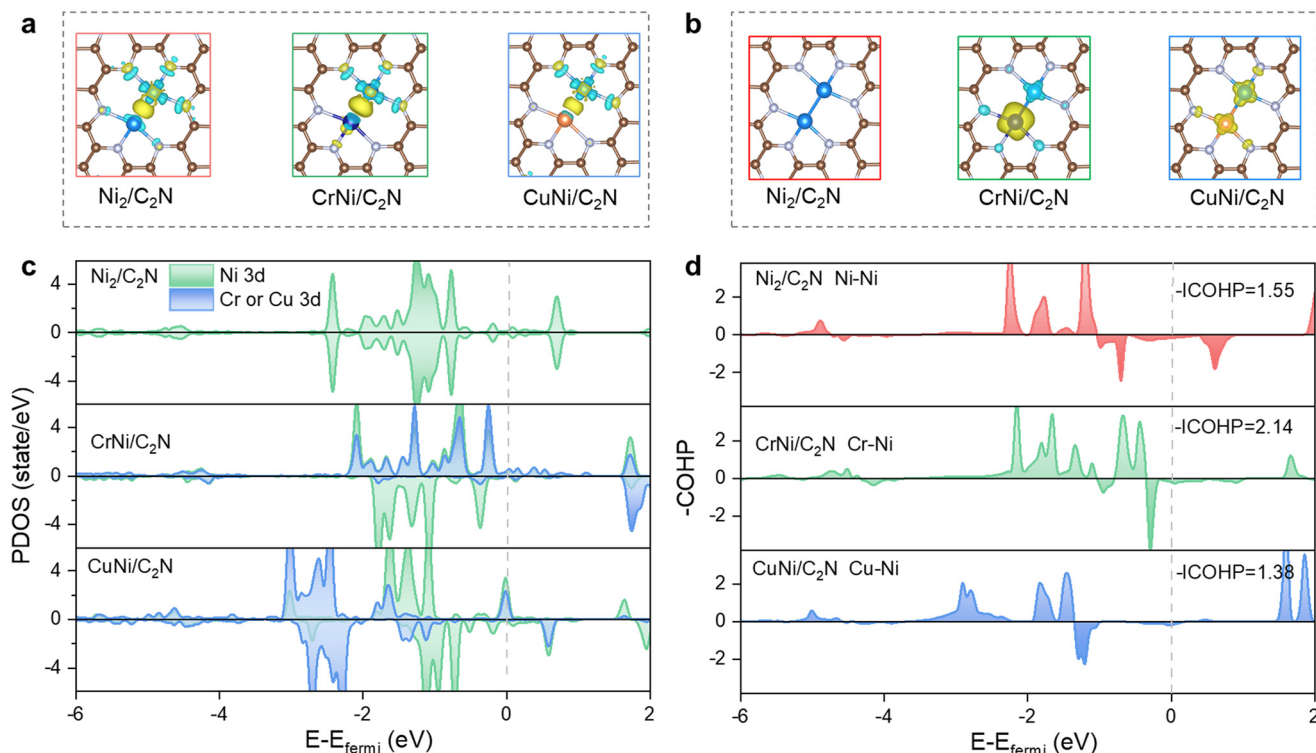 a
b
Ni₂/C₂N
CrNi/C₂N
CuNi/C₂N
Ni₂/C₂N
CrNi/C₂N
CuNi/C₂N
c
PDOS (state/eV)
Ni₂/C₂N
Ni 3d
Cr or Cu 3d
4
0
-4
CrNi/C₂N
4
0
-4
CuNi/C₂N
4
0
-4
-6
-4
-2
0
2
E-E_fermi (eV)
d
-COHP
Ni₂/C₂N Ni-Ni
-ICOHP=1.55
2
0
-2
CrNi/C₂N Cr-Ni
-ICOHP=2.14
2
0
-2
CuNi/C₂N Cu-Ni
-ICOHP=1.38
2
0
-2
-6
-4
-2
0
2
E-E_fermi (eV)